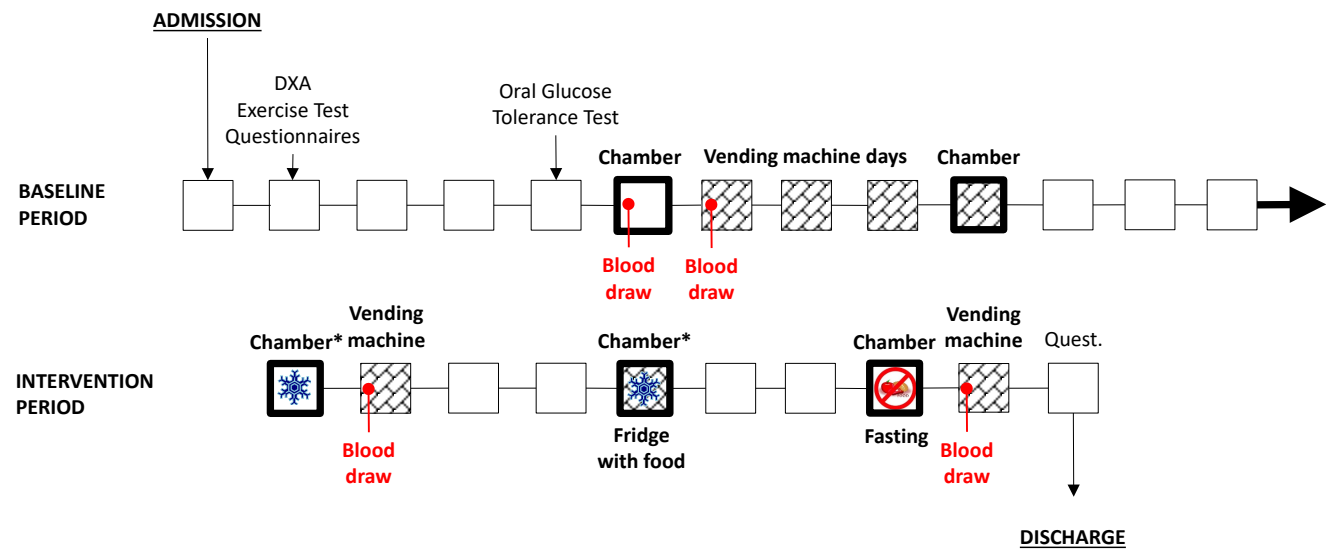 ADMISSION
DXA
Exercise Test
Questionnaires
Oral Glucose
Tolerance Test
Chamber
Vending machine days
Chamber
BASELINE
PERIOD
Blood
draw
Blood
draw
Chamber*
Vending
machine
Chamber*
Chamber
Vending
machine
Quest.
INTERVENTION
PERIOD
Blood
draw
Fridge
with food
Fasting
Blood
draw
DISCHARGE